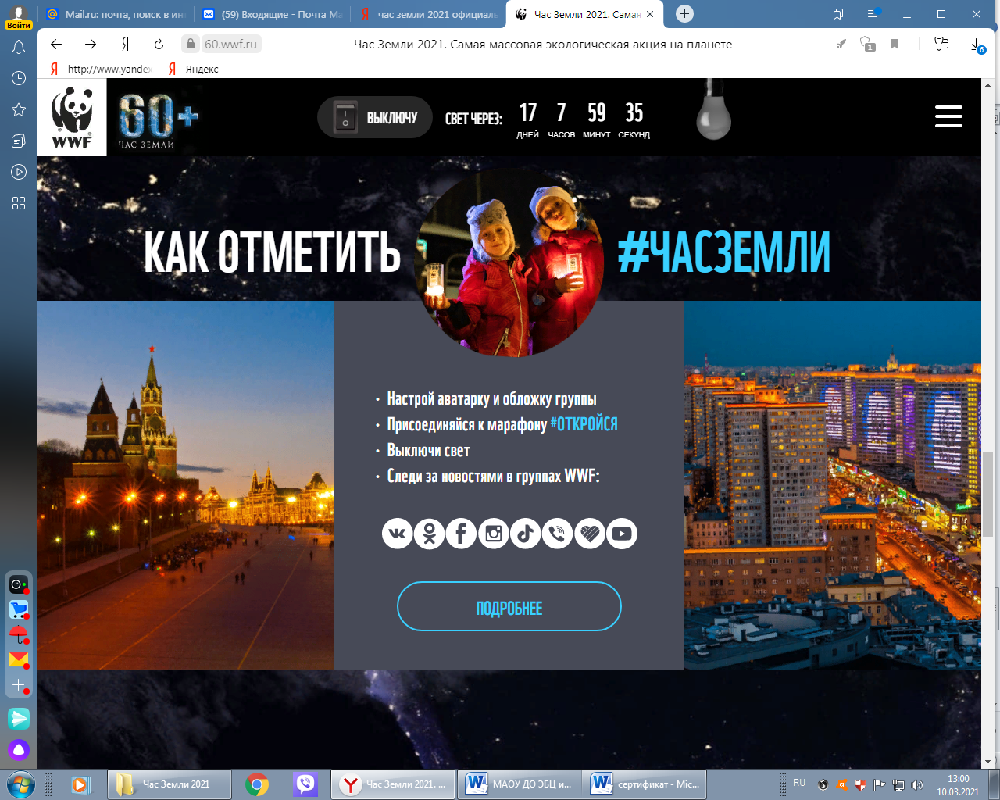 Mail.ru: почта, поиск в инт
(59) Входящие - Почта Ma
час земли 2021 официаль
Час Земли 2021. Самая
Войти
60.wwf.ru
Час Земли 2021. Самая массовая экологическая акция на планете
1
6
http://www.yandex
Яндекс
WWF
60+
ЧАС ЗЕМЛИ
ВЫКЛЮЧУ
СВЕТ ЧЕРЕЗ:
17 7 59 35
ДНЕЙ ЧАСОВ МИНУТ СЕКУНД
КАК ОТМЕТИТЬ #ЧАСЗЕМЛИ
• Настрой аватарку и обложку группы
• Присоединяйся к марафону #ОТКРОЙСЯ
• Выключи свет
• Следи за новостями в группах WWF:
ПОДРОБНЕЕ
Час Земли 2021
Час Земли 2021. ...
МАОУ ДО ЭБЦ и...
сертификат - Mic...
RU
13:00
10.03.2021